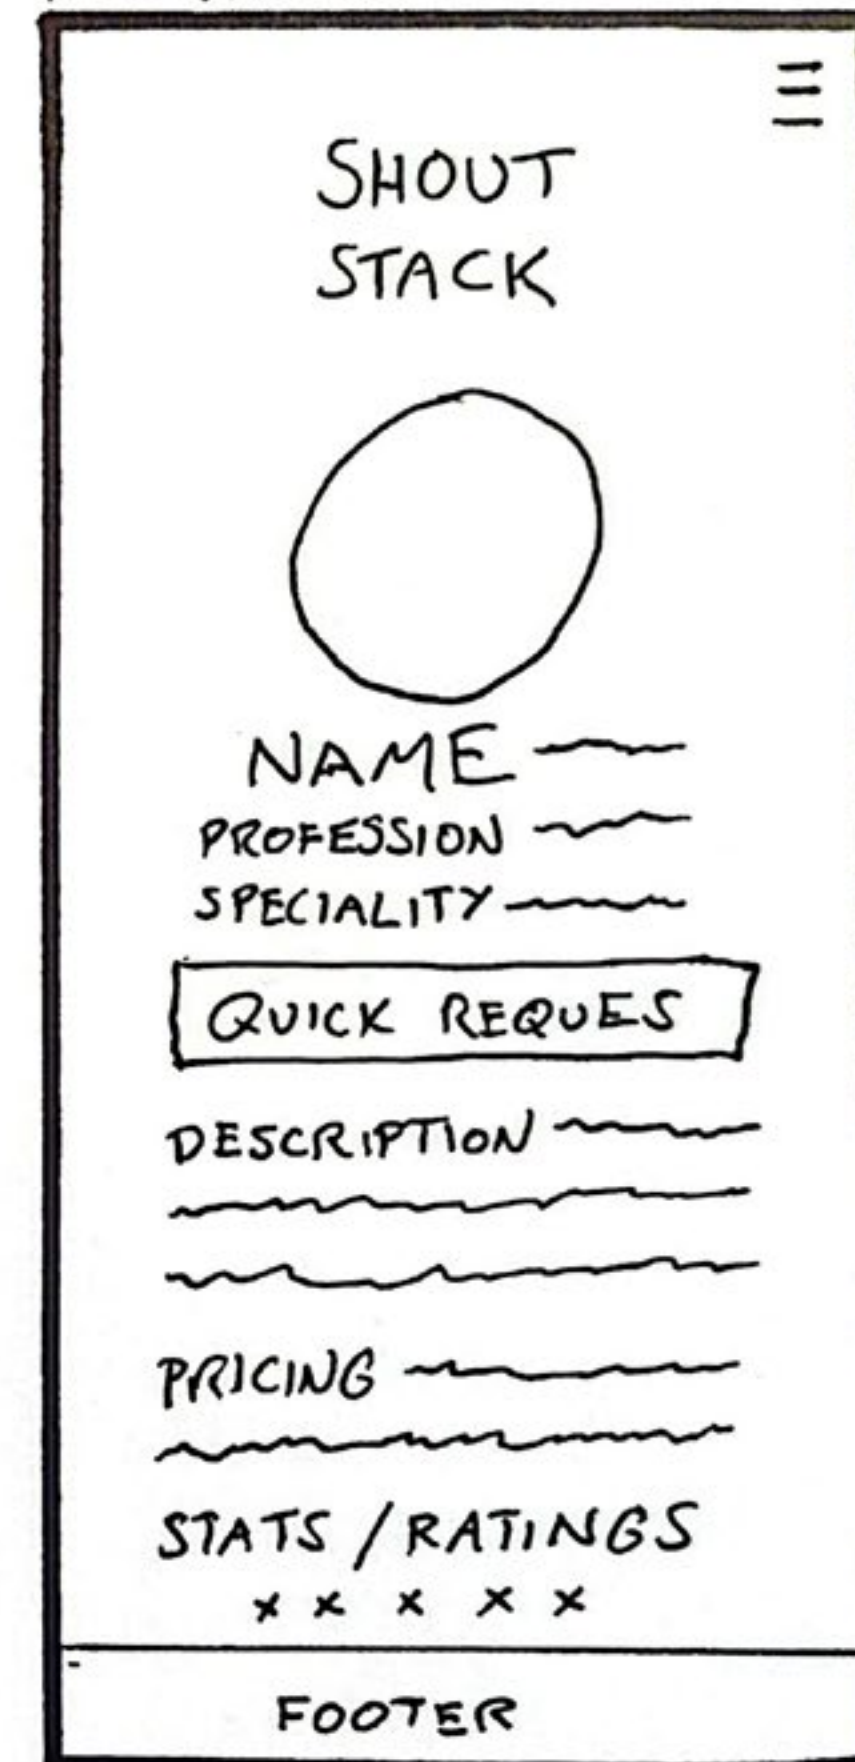 SHOUT
STACK
NAME
PROFESSION
SPECIALITY
QUICK REQUES
DESCRIPTION
PRICING
STATS / RATINGS
x x x x x
FOOTER